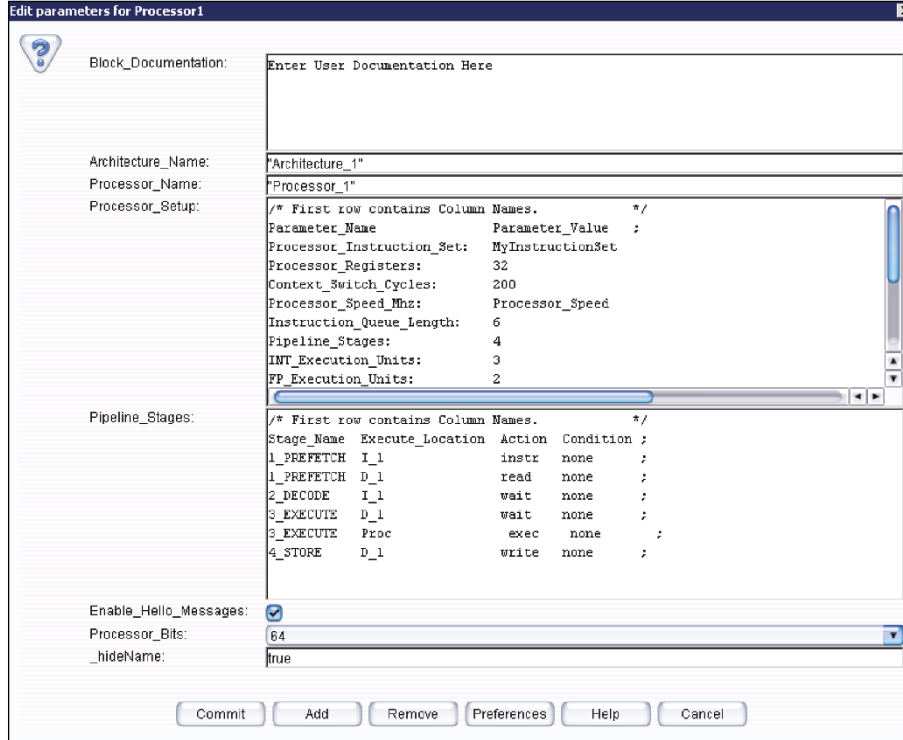 Edit parameters for Processor1
?
Block_Documentation:
Enter User Documentation Here
Architecture_Name:
"Architecture_1"
Processor_Name:
"Processor_1"
Processor_Setup:
/* First row contains Column Names. */
Parameter_Name Parameter_Value ;
Processor_Instruction_Set: MyInstructionSet
Processor_Registers: 32
Context_Switch_Cycles: 200
Processor_Speed_Mhz: Processor_Speed
Instruction_Queue_Length: 6
Pipeline_Stages: 4
INT_Execution_Units: 3
FP_Execution_Units: 2
Pipeline_Stages:
/* First row contains Column Names. */
Stage_Name Execute_Location Action Condition ;
1_PREFETCH I_1 instr none ;
1_PREFETCH D_1 read none ;
2_DECODE I_1 wait none ;
3_EXECUTE D_1 wait none ;
3_EXECUTE Proc exec none ;
4_STORE D_1 write none ;
Enable_Hello_Messages:
Processor_Bits:
64
_hideName:
true
Commit Add Remove Preferences Help Cancel